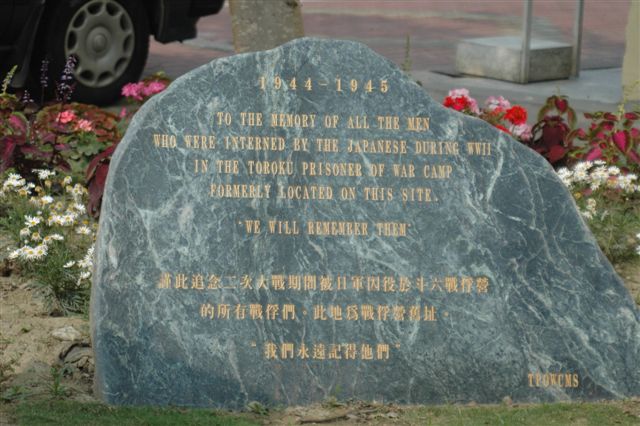 1944-1945
TO THE MEMORY OF ALL THE MEN
WHO WERE INTERNED BY THE JAPANESE DURING WWII
IN THE TOROKU PRISONER OF WAR CAMP
FORMERLY LOCATED ON THIS SITE.
"WE WILL REMEMBER THEM"
謹此追念二次大戰期間被日軍囚役於斗六戰俘營
的所有戰俘們。此地為戰俘營舊址。
"我們永遠記得他們"
TPOWCMS